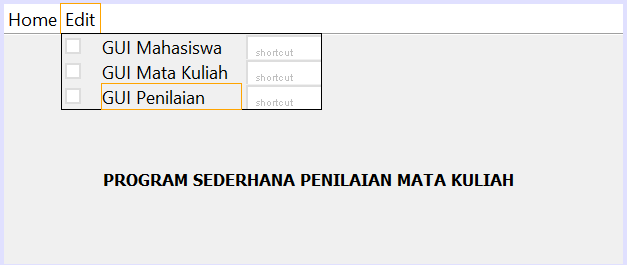 Home Edit
GUI Mahasiswa shortcut
GUI Mata Kuliah shortcut
GUI Penilaian shortcut
PROGRAM SEDERHANA PENILAIAN MATA KULIAH